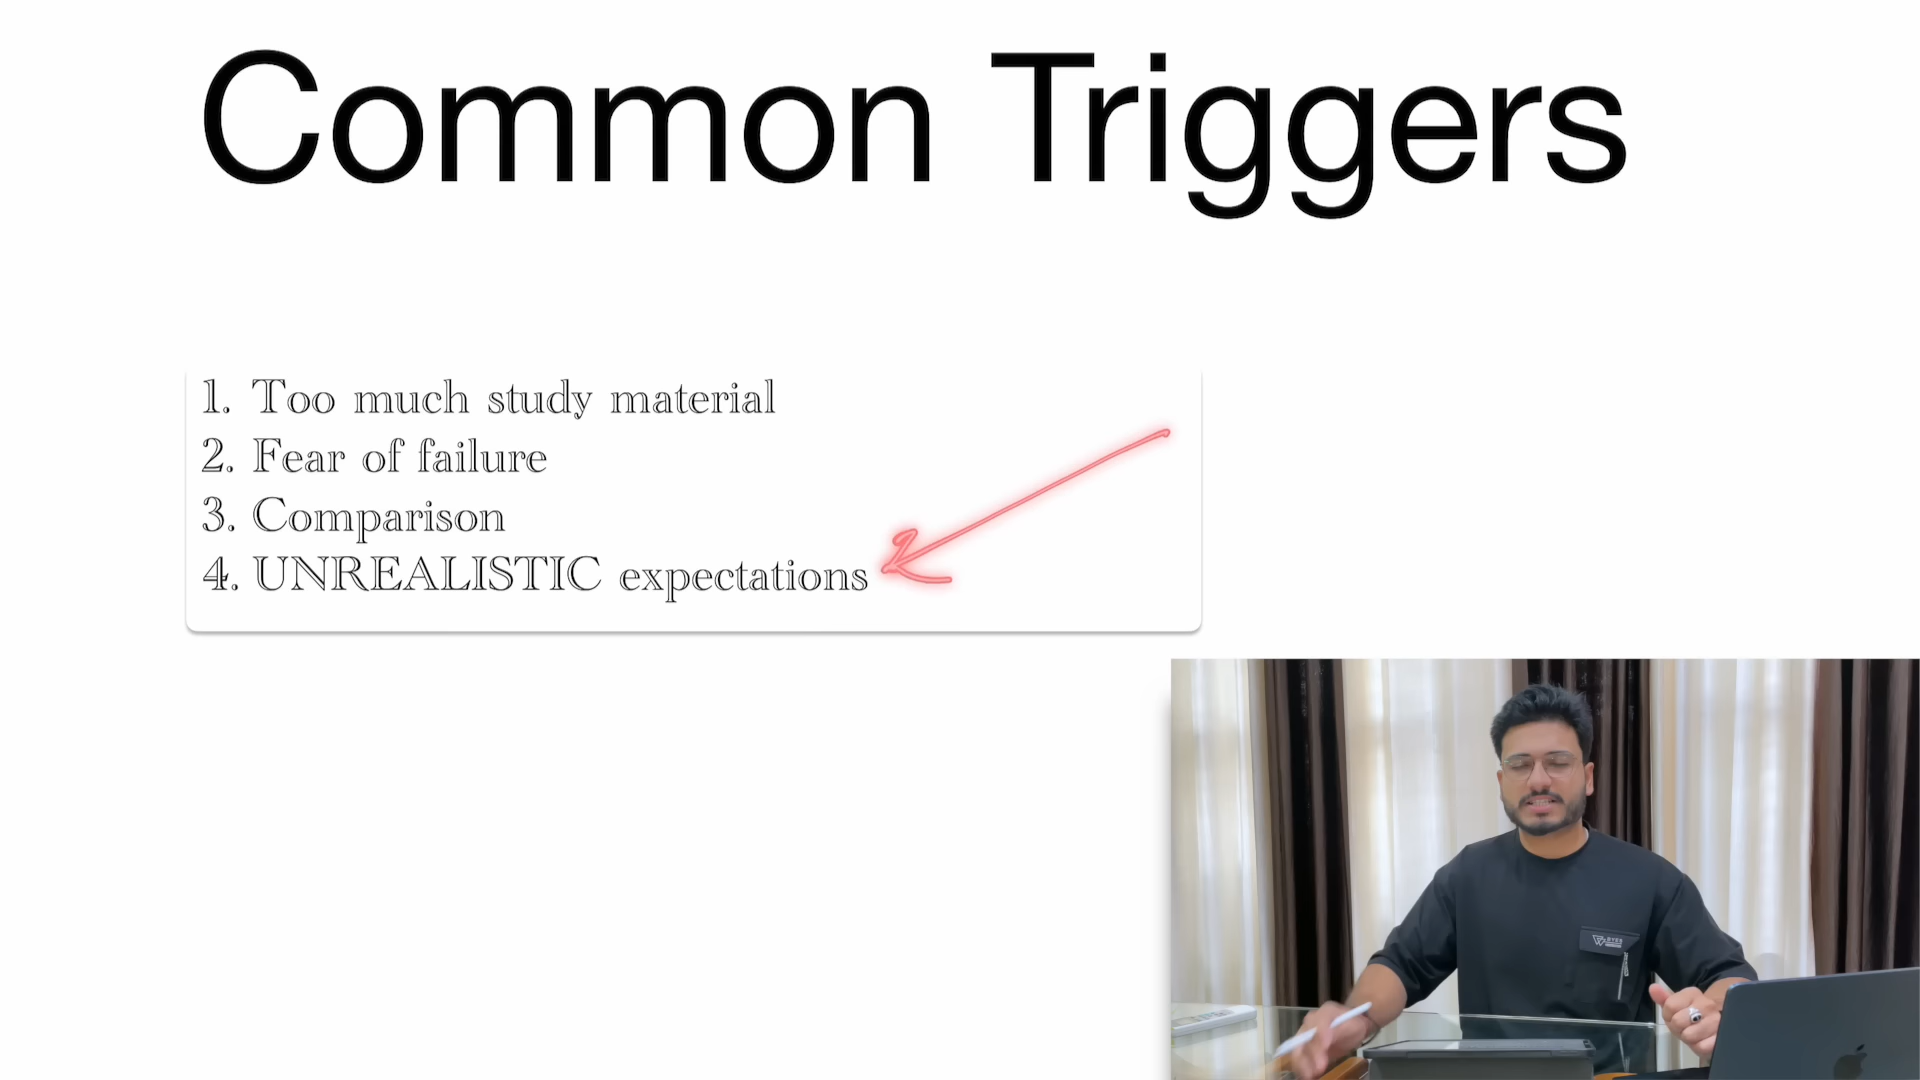 Common Triggers
1. Too much study material
2. Fear of failure
3. Comparison
4. UNREALISTIC expectations